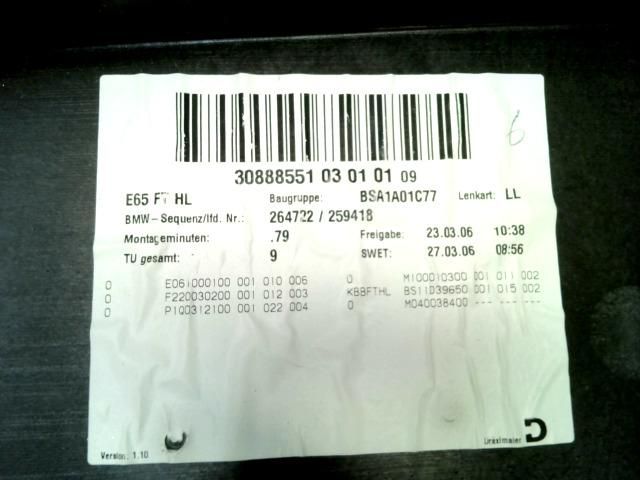 6
30888551 03 01 01 09
E65 FT HL Baugruppe: BSA1A01C77 Lenkart: LL
BMW-Sequenz/lfd. Nr.: 264722 / 259418
Montageminuten: .79 Freigabe: 23.03.06 10:38
TU gesamt: 9 SWET: 27.03.06 08:56
0 E061000100 001 010 006 0 M100010300 001 011 002
0 F220030200 001 012 003 KBBFTHL BS11D39650 001 015 002
0 P100312100 001 022 004 0 M040038400 --- --- ---
Version: 1.10 Dräxlmaier D